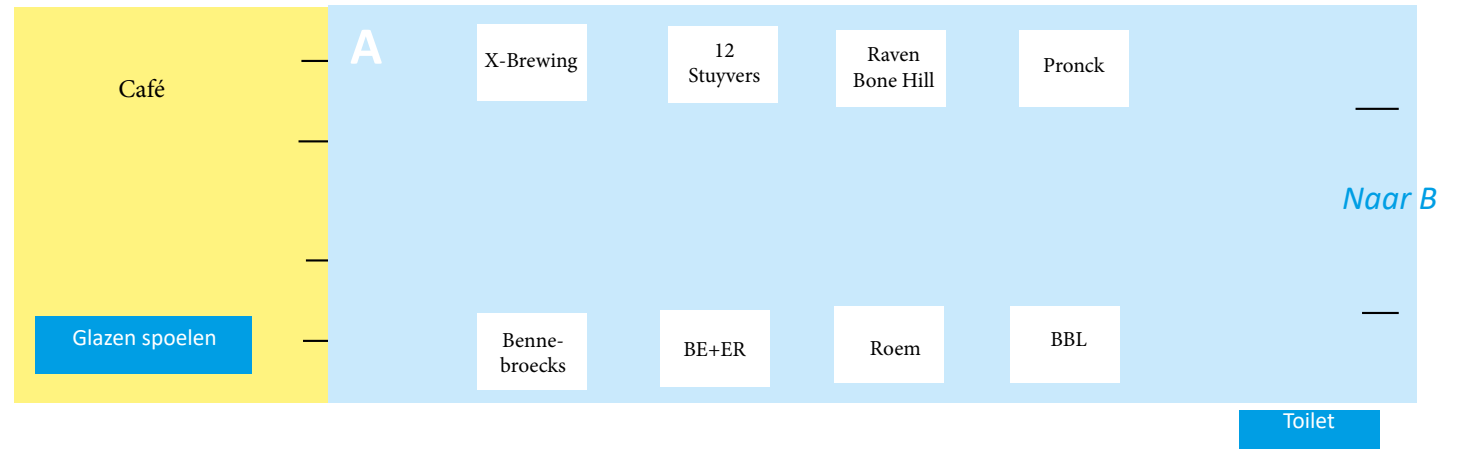 A
Café
X-Brewing
12
Stuyvers
Raven
Bone Hill
Pronck
Naar B
Glazen spoelen
Benne-
broecks
BE+ER
Roem
BBL
Toilet